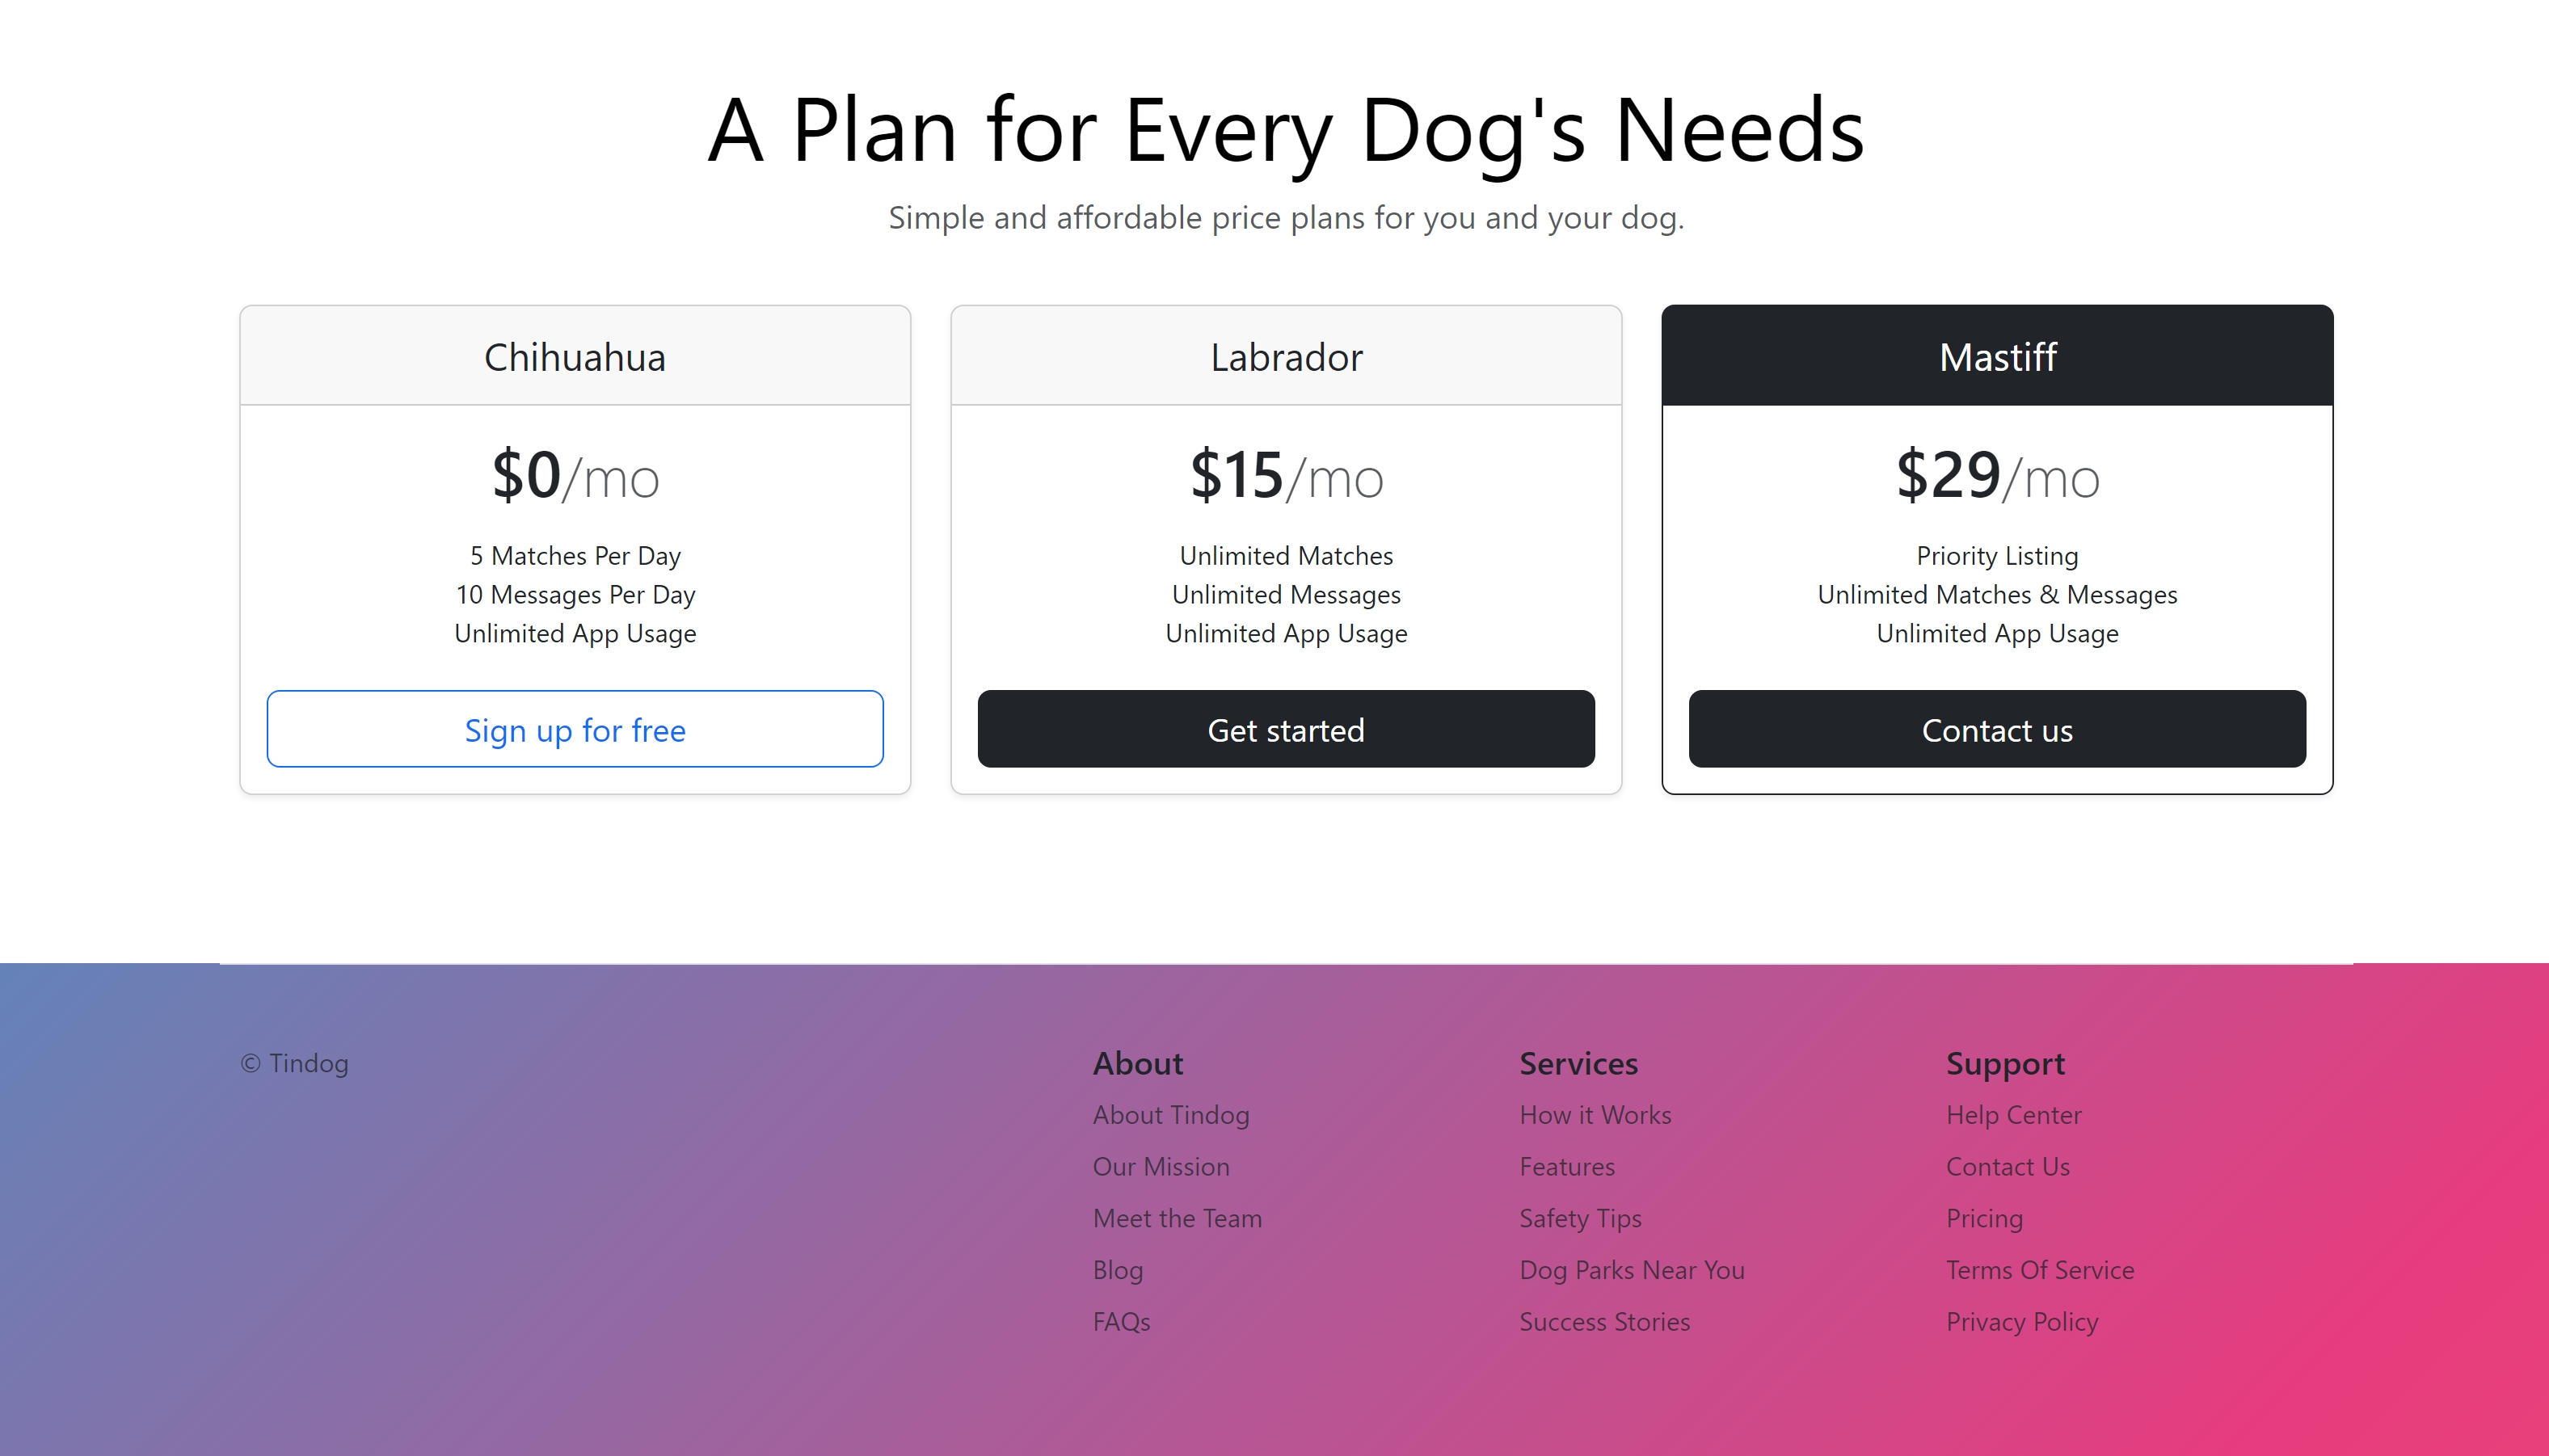 A Plan for Every Dog's Needs
Simple and affordable price plans for you and your dog.
Chihuahua
$0/mo
5 Matches Per Day
10 Messages Per Day
Unlimited App Usage
Sign up for free
Labrador
$15/mo
Unlimited Matches
Unlimited Messages
Unlimited App Usage
Get started
Mastiff
$29/mo
Priority Listing
Unlimited Matches & Messages
Unlimited App Usage
Contact us
© Tindog
About
About Tindog
Our Mission
Meet the Team
Blog
FAQs
Services
How it Works
Features
Safety Tips
Dog Parks Near You
Success Stories
Support
Help Center
Contact Us
Pricing
Terms Of Service
Privacy Policy